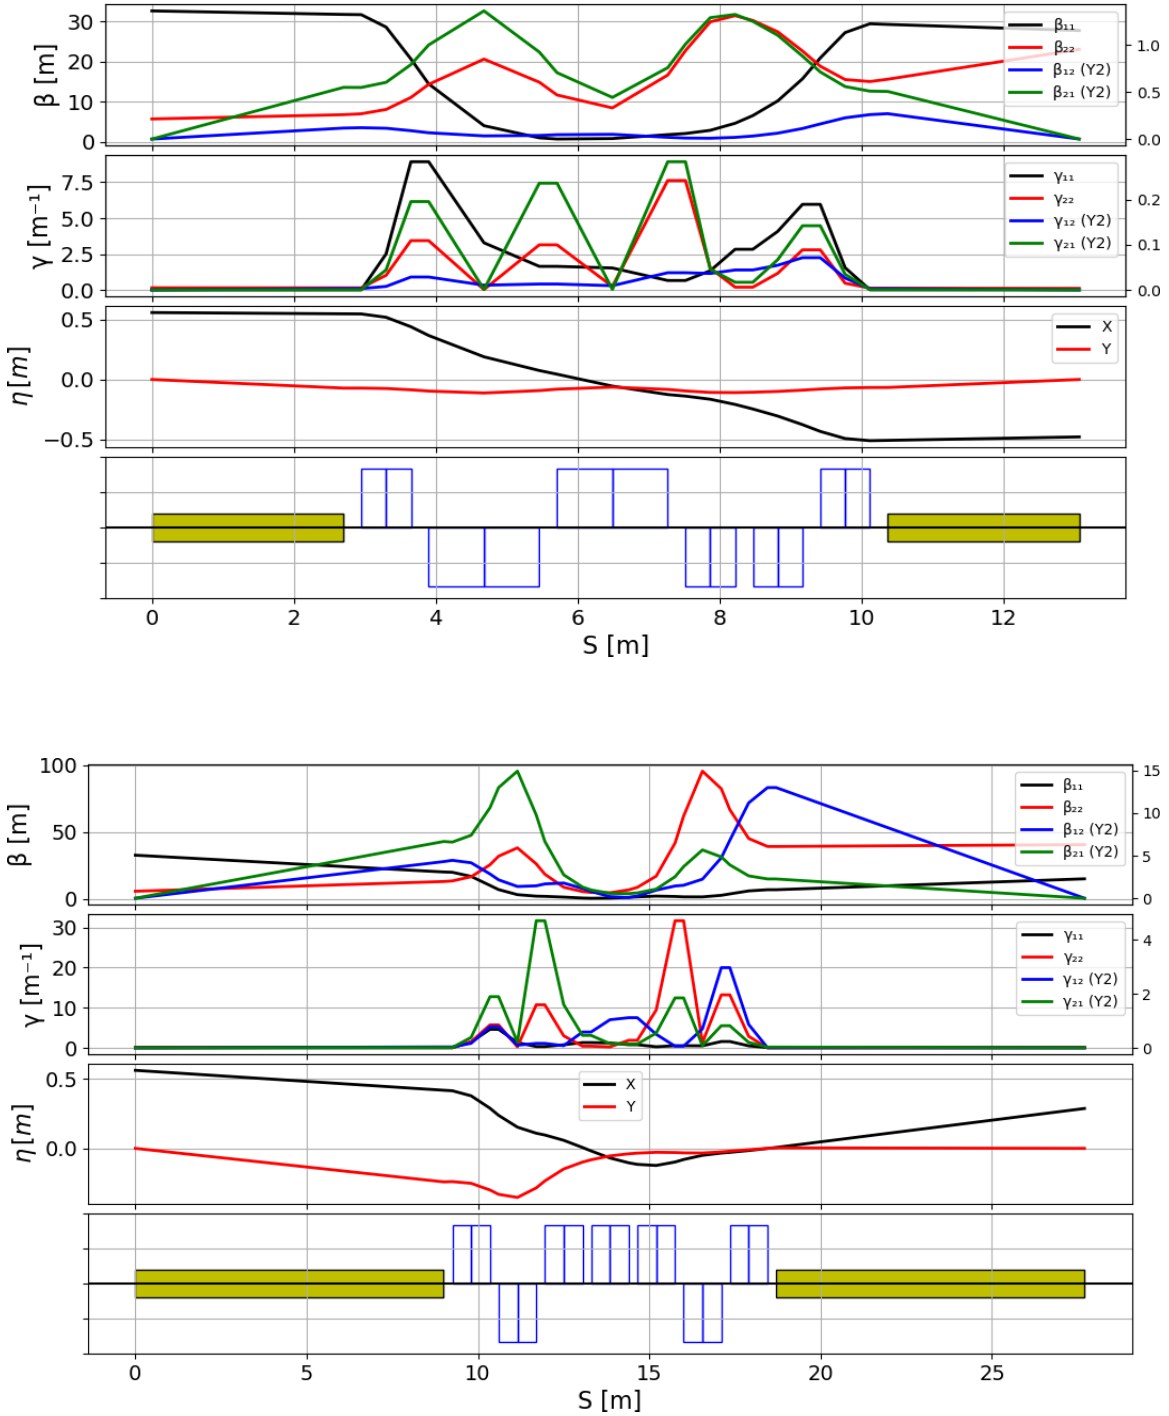 β [m]
30
20
10
0
β₁₁
β₂₂
β₁₂ (Y2)
β₂₁ (Y2)
1.0
0.5
0.0
γ [m⁻¹]
7.5
5.0
2.5
0.0
γ₁₁
γ₂₂
γ₁₂ (Y2)
γ₂₁ (Y2)
0.2
0.1
0.0
η[m]
0.5
0.0
−0.5
X
Y
0 2 4 6 8 10 12
S [m]
β [m]
100
50
0
β₁₁
β₂₂
β₁₂ (Y2)
β₂₁ (Y2)
15
10
5
0
γ [m⁻¹]
30
20
10
0
γ₁₁
γ₂₂
γ₁₂ (Y2)
γ₂₁ (Y2)
4
2
0
η[m]
0.5
0.0
X
Y
0 5 10 15 20 25
S [m]